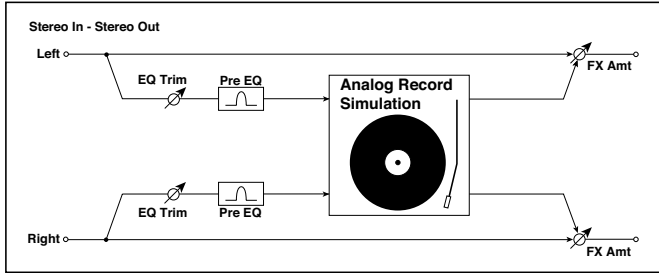 Stereo In - Stereo Out
Left
FX Amt
EQ Trim
Pre EQ
Analog Record
Simulation
EQ Trim
Pre EQ
Right
FX Amt